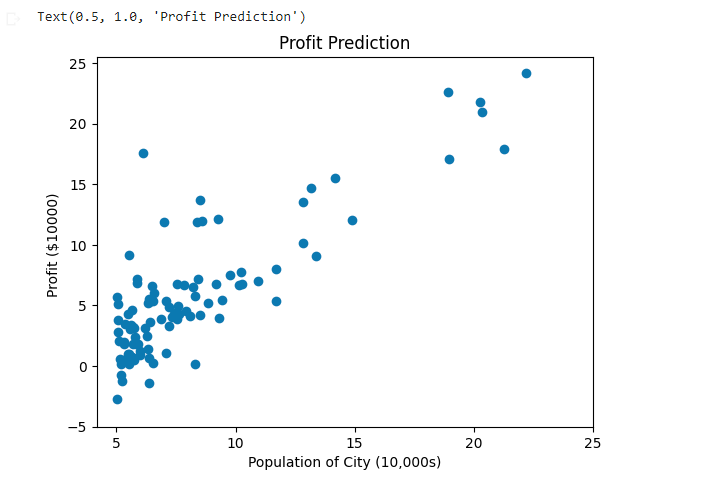 Text(0.5, 1.0, 'Profit Prediction')
Profit Prediction
25
20
15
10
5
0
−5
Profit ($10000)
5 10 15 20 25
Population of City (10,000s)